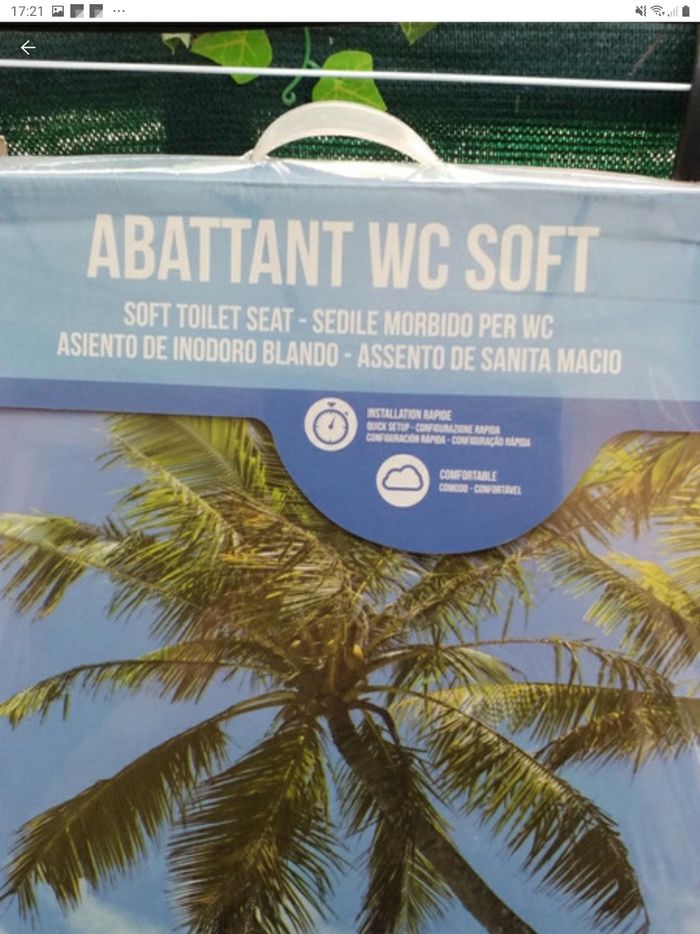 17:21
ABATTANT WC SOFT
SOFT TOILET SEAT - SEDILE MORBIDO PER WC
ASIENTO DE INODORO BLANDO - ASSENTO DE SANITA MACIO
INSTALLATION RAPIDE
QUICK SETUP - CONFIGURAZIONE RAPIDA
CONFIGURACIÓN RÁPIDA - CONFIGURAÇÃO RÁPIDA
COMFORTABLE
COMODO - CONFORTÁVEL